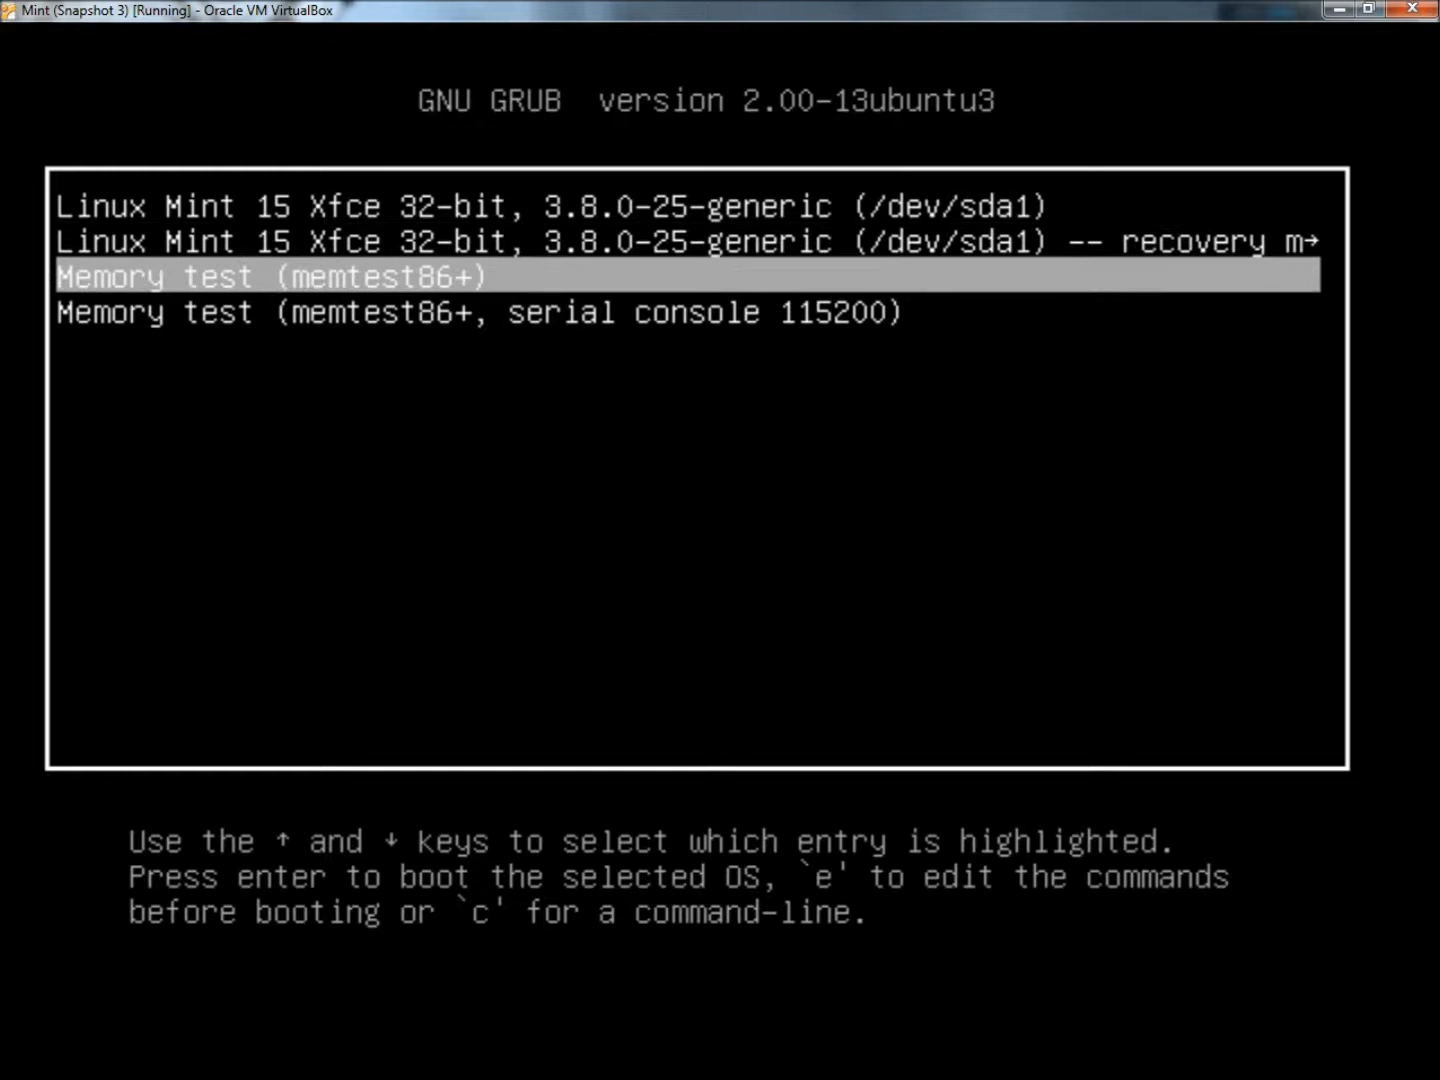 Mint (Snapshot 3) [Running] - Oracle VM VirtualBox
GNU GRUB  version 2.00-13ubuntu3
Linux Mint 15 Xfce 32-bit, 3.8.0-25-generic (/dev/sda1)
Linux Mint 15 Xfce 32-bit, 3.8.0-25-generic (/dev/sda1) -- recovery m→
Memory test (memtest86+)
Memory test (memtest86+, serial console 115200)
Use the ↑ and ↓ keys to select which entry is highlighted.
Press enter to boot the selected OS, `e' to edit the commands
before booting or `c' for a command-line.